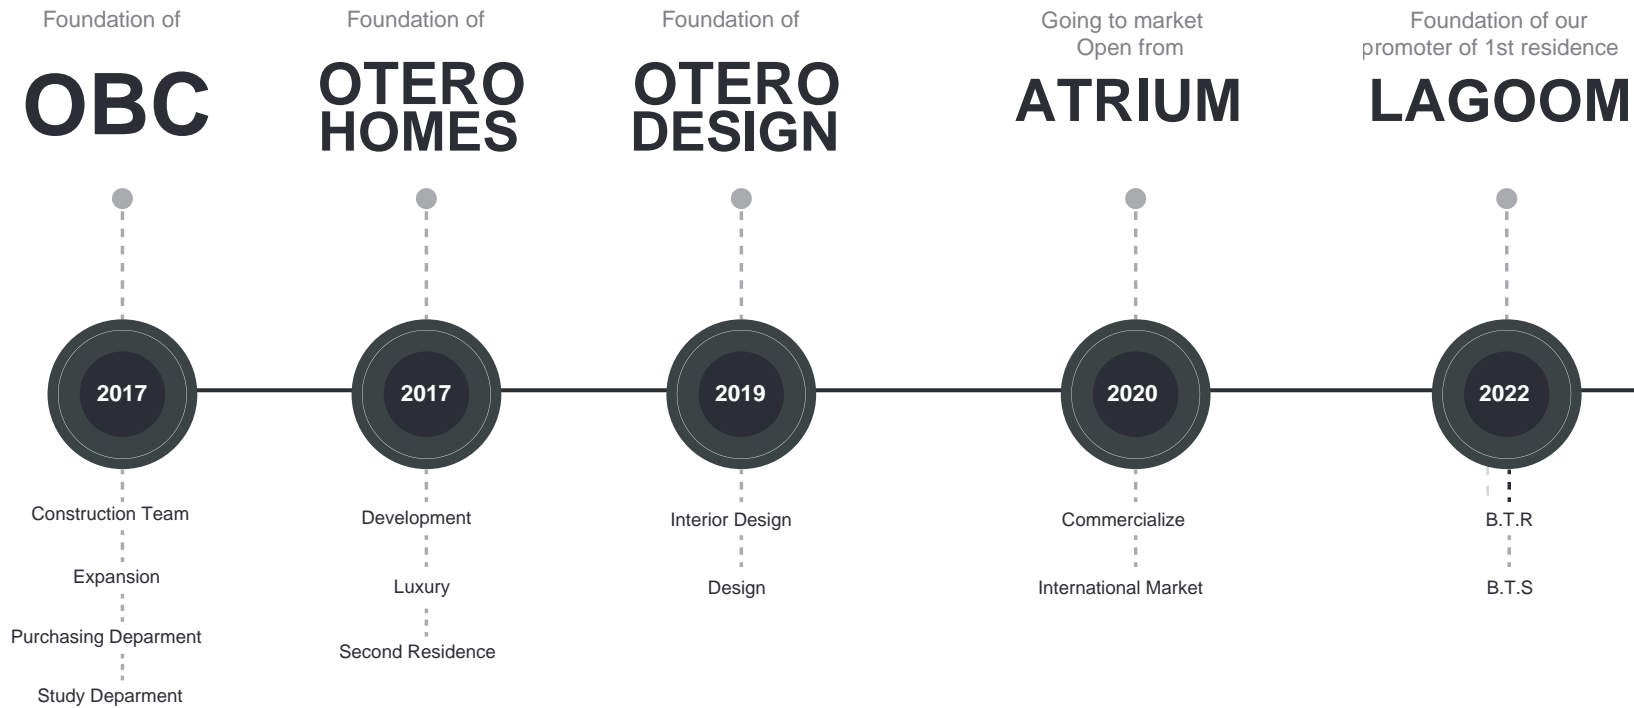 Foundation of
OBC
2017
Construction Team
Expansion
Purchasing Deparment
Study Deparment
Foundation of
OTERO
HOMES
2017
Development
Luxury
Second Residence
Foundation of
OTERO
DESIGN
2019
Interior Design
Design
Going to market
Open from
ATRIUM
2020
Commercialize
International Market
Foundation of our
promoter of 1st residence
LAGOOM
2022
B.T.R
B.T.S